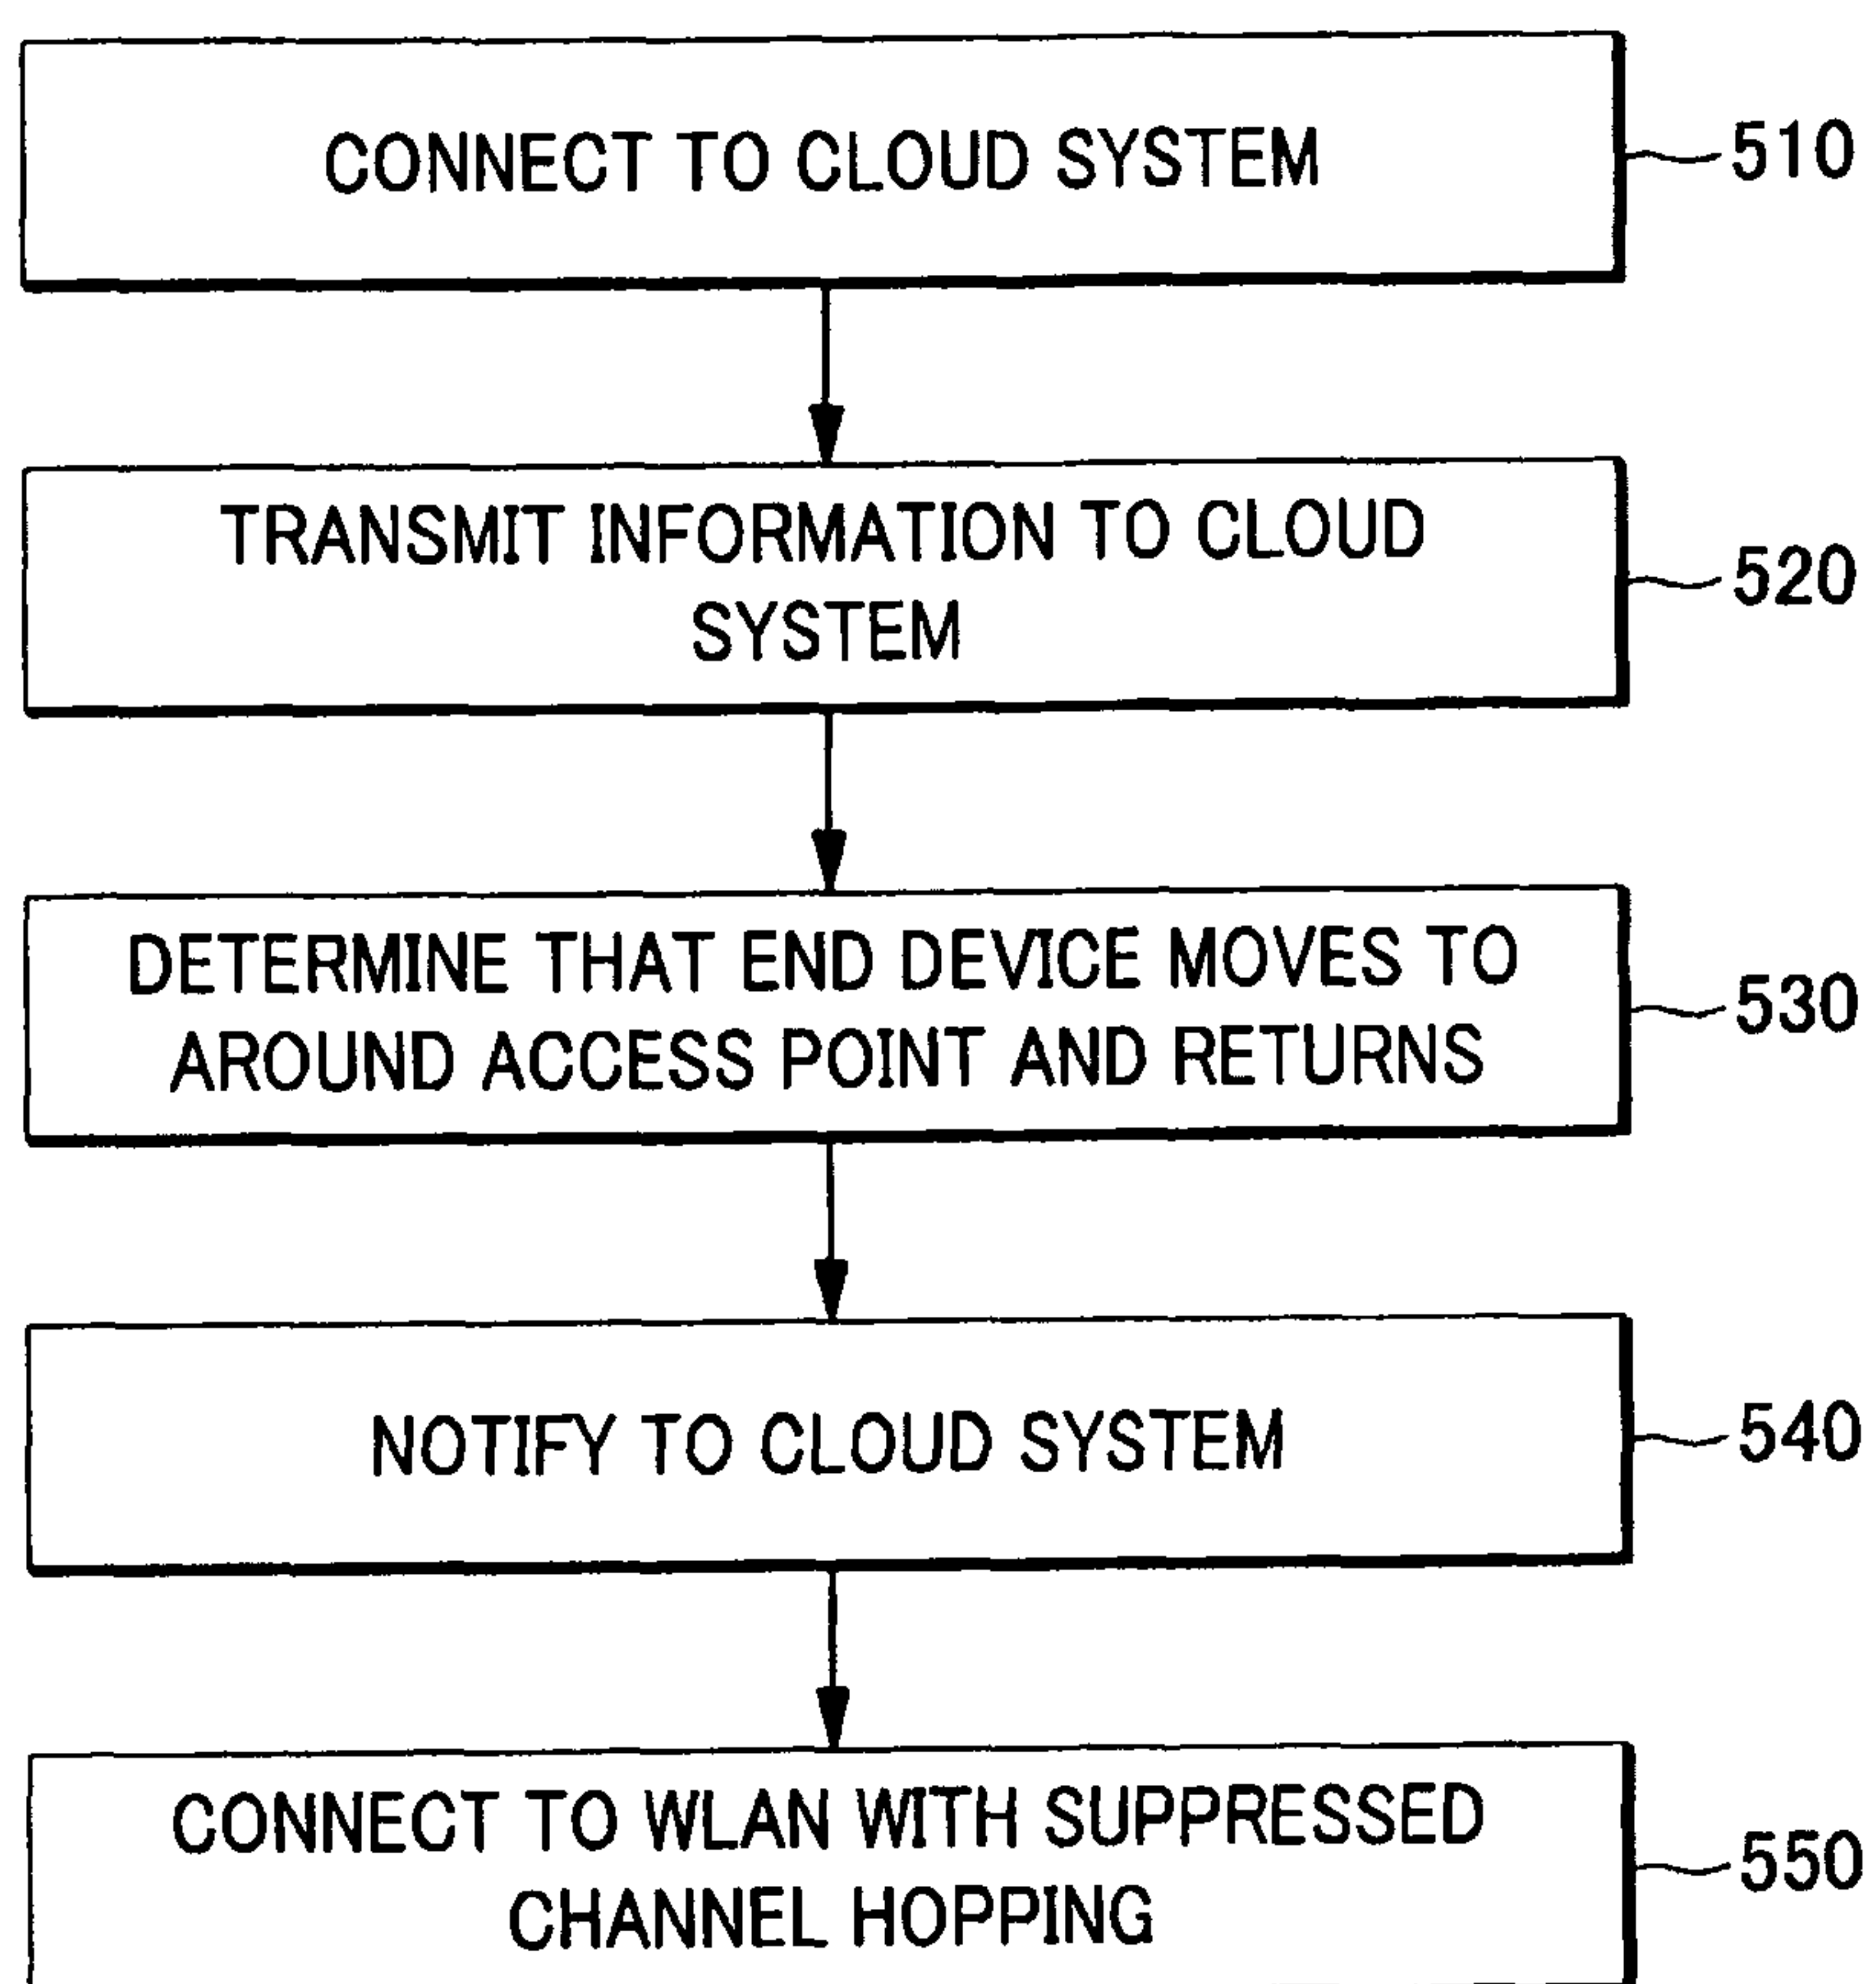 CONNECT TO CLOUD SYSTEM
510
TRANSMIT INFORMATION TO CLOUD
SYSTEM
520
DETERMINE THAT END DEVICE MOVES TO
AROUND ACCESS POINT AND RETURNS
530
NOTIFY TO CLOUD SYSTEM
540
CONNECT TO WLAN WITH SUPPRESSED
CHANNEL HOPPING
550